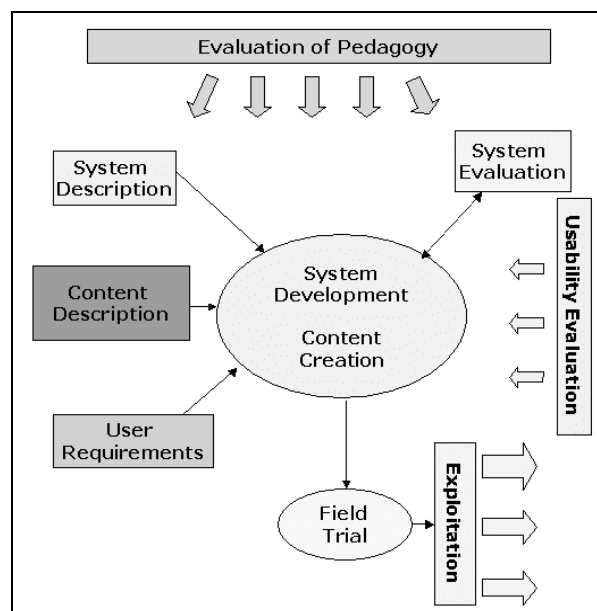 Evaluation of Pedagogy
System
Description
System
Evaluation
Content
Description
System
Development
Content
Creation
Usability Evaluation
User
Requirements
Field
Trial
Exploitation